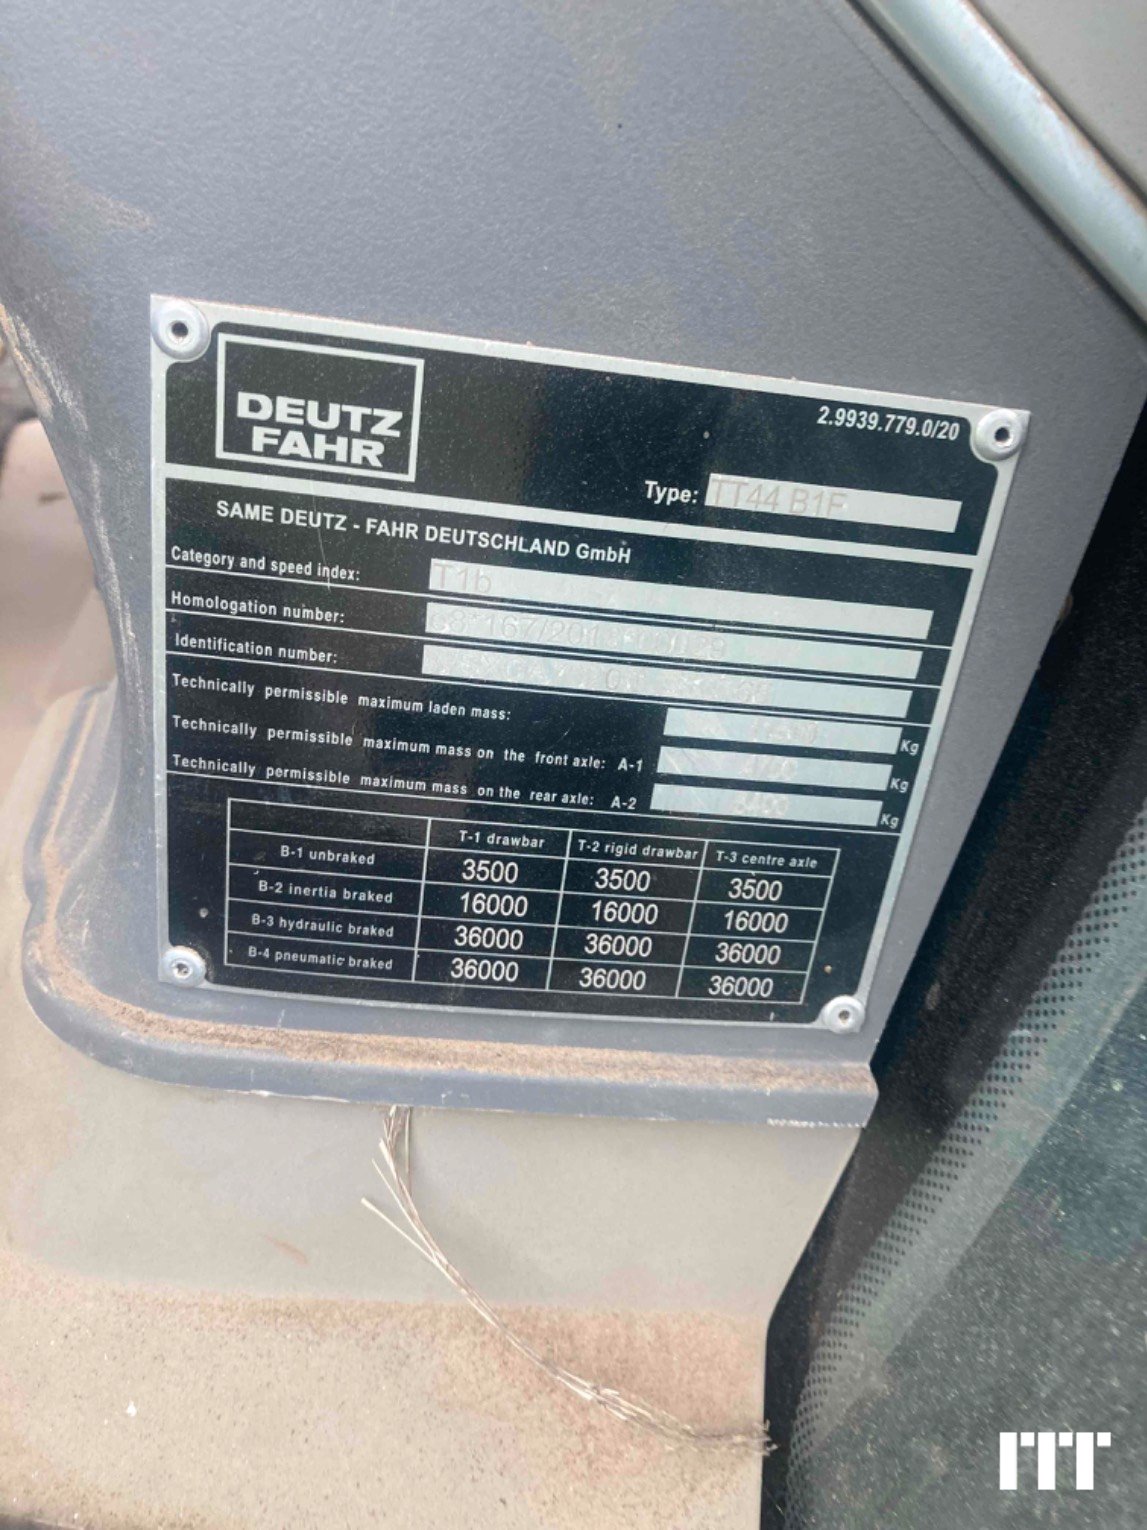 DEUTZ
FAHR
2.9939.779.0/20
Type: TT44 B1F
SAME DEUTZ - FAHR DEUTSCHLAND GmbH
Category and speed index: T1b
Homologation number:
Identification number:
Technically permissible maximum laden mass: Kg
Technically permissible maximum mass on the front axle: A-1 Kg
Technically permissible maximum mass on the rear axle: A-2 Kg
T-1 drawbar T-2 rigid drawbar T-3 centre axle
B-1 unbraked 3500 3500 3500
B-2 inertia braked 16000 16000 16000
B-3 hydraulic braked 36000 36000 36000
B-4 pneumatic braked 36000 36000 36000